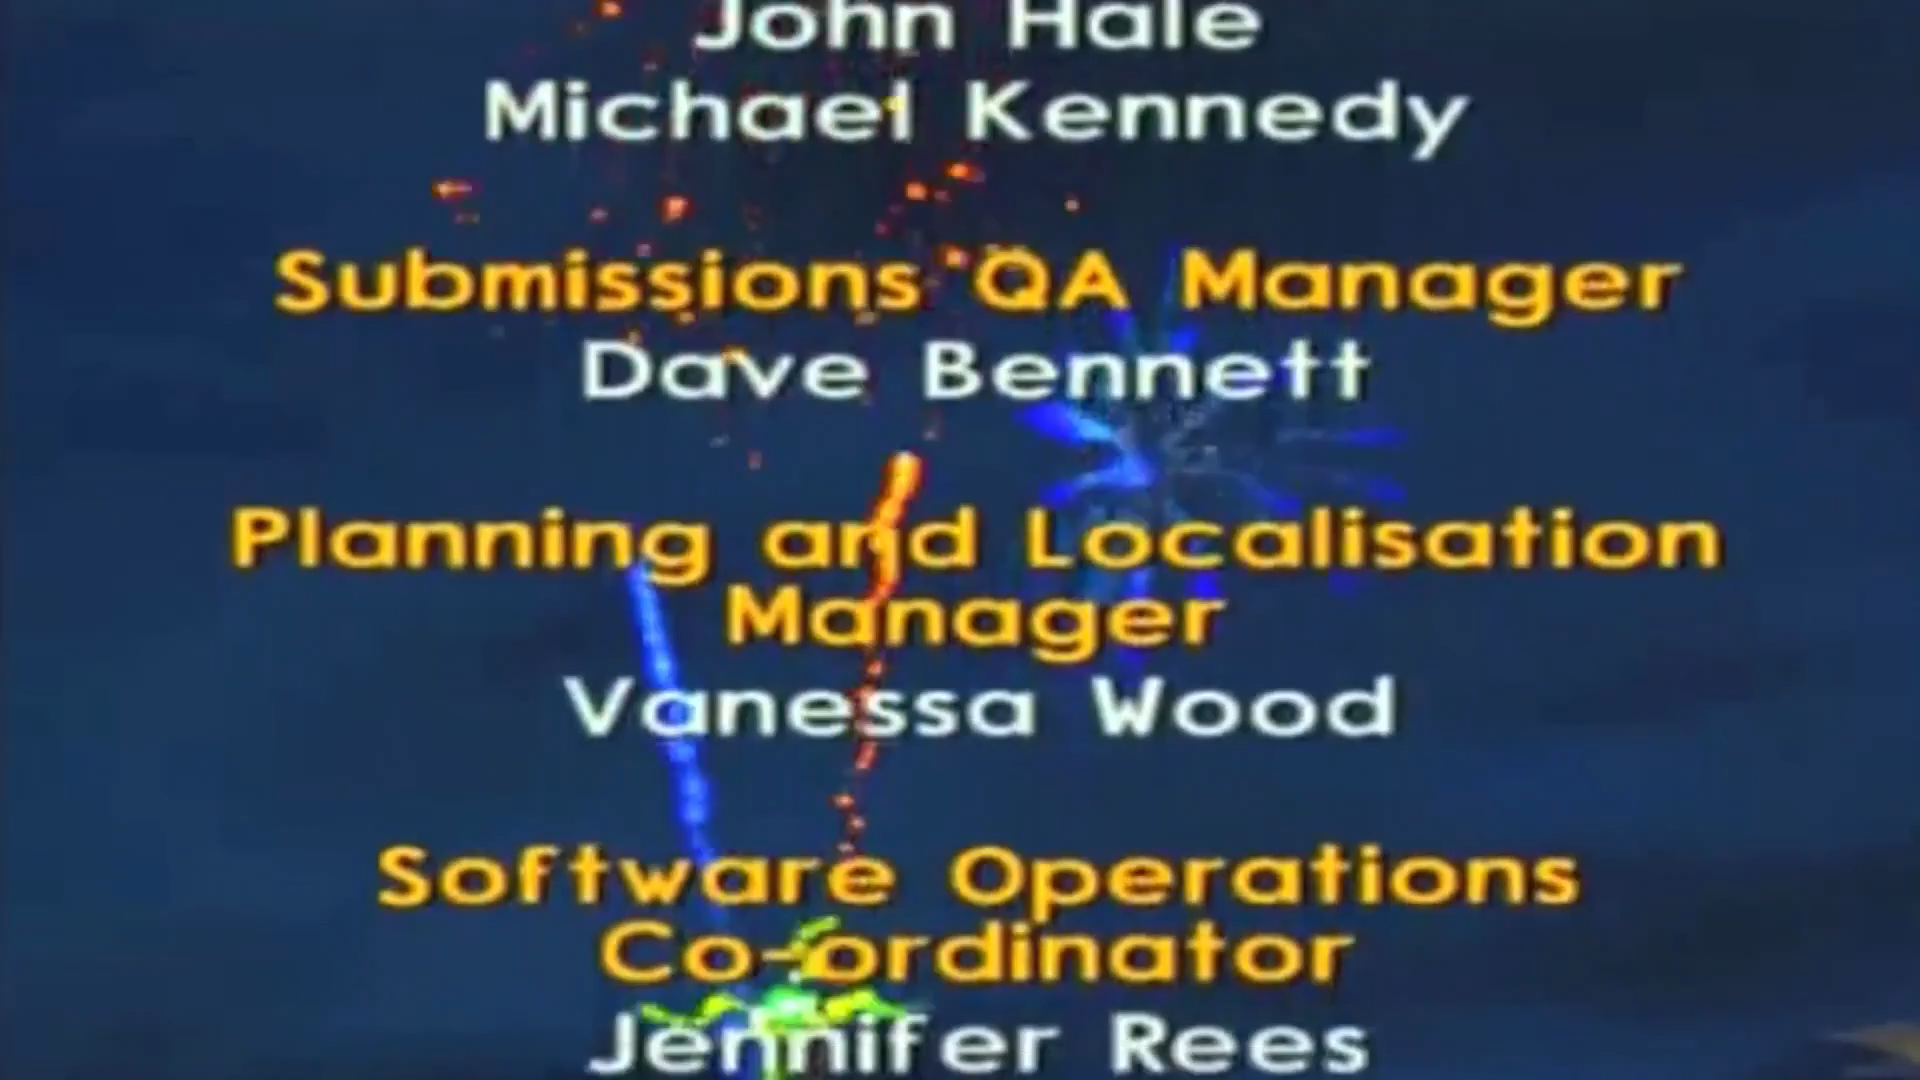 John Hale
Michael Kennedy
Submissions QA Manager
Dave Bennett
Planning and Localisation
Manager
Vanessa Wood
Software Operations
Co-ordinator
Jennifer Rees